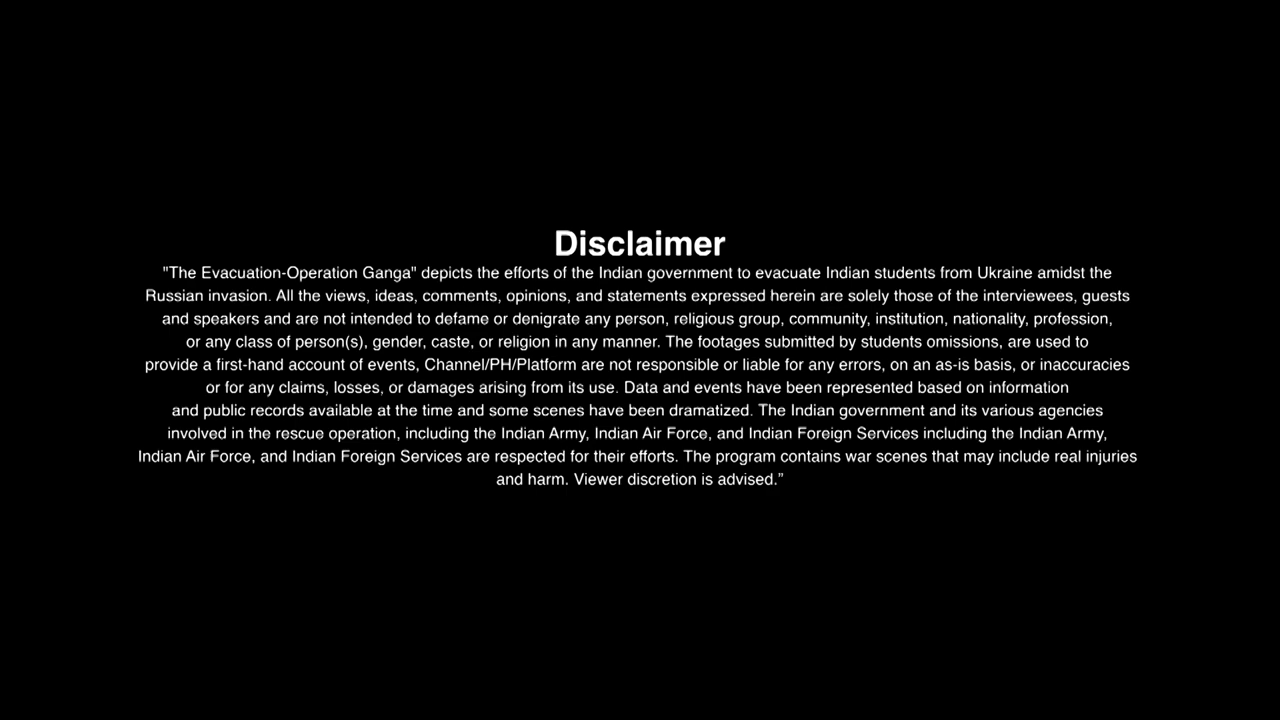 Disclaimer
"The Evacuation-Operation Ganga" depicts the efforts of the Indian government to evacuate Indian students from Ukraine amidst the
Russian invasion. All the views, ideas, comments, opinions, and statements expressed herein are solely those of the interviewees, guests
and speakers and are not intended to defame or denigrate any person, religious group, community, institution, nationality, profession,
or any class of person(s), gender, caste, or religion in any manner. The footages submitted by students omissions, are used to
provide a first-hand account of events, Channel/PH/Platform are not responsible or liable for any errors, on an as-is basis, or inaccuracies
or for any claims, losses, or damages arising from its use. Data and events have been represented based on information
and public records available at the time and some scenes have been dramatized. The Indian government and its various agencies
involved in the rescue operation, including the Indian Army, Indian Air Force, and Indian Foreign Services including the Indian Army,
Indian Air Force, and Indian Foreign Services are respected for their efforts. The program contains war scenes that may include real injuries
and harm. Viewer discretion is advised.”